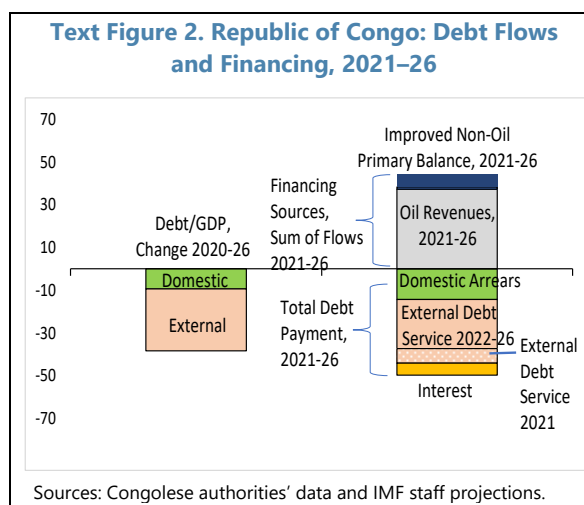 Text Figure 2. Republic of Congo: Debt Flows
and Financing, 2021–26
70
50
30
10
-10
-30
-50
-70
Debt/GDP,
Change 2020-26
Domestic
External
Improved Non-Oil
Primary Balance, 2021-26
Financing
Sources,
Sum of Flows
2021-26
Oil Revenues,
2021-26
Total Debt
Payment,
2021-26
Domestic Arrears
External Debt
Service 2022-26
External
Debt
Service
2021
Interest
Sources: Congolese authorities’ data and IMF staff projections.